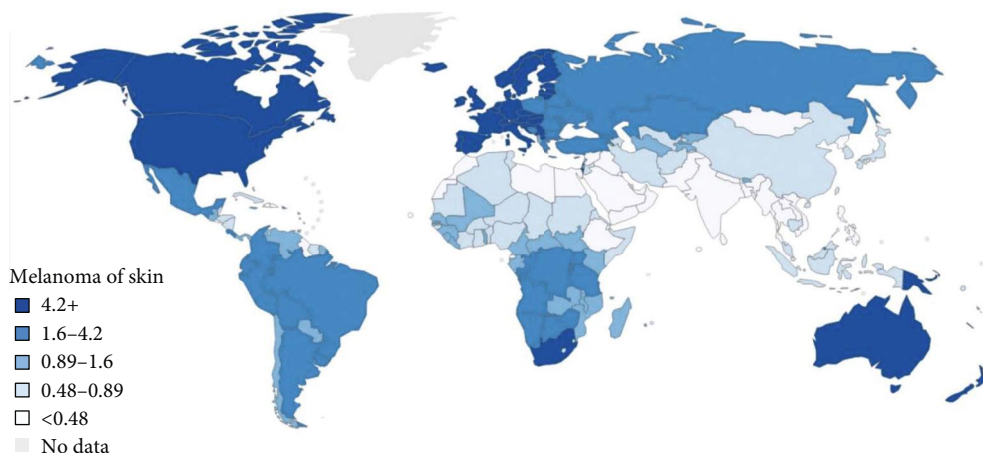 Melanoma of skin
4.2+
1.6–4.2
0.89–1.6
0.48–0.89
<0.48
No data